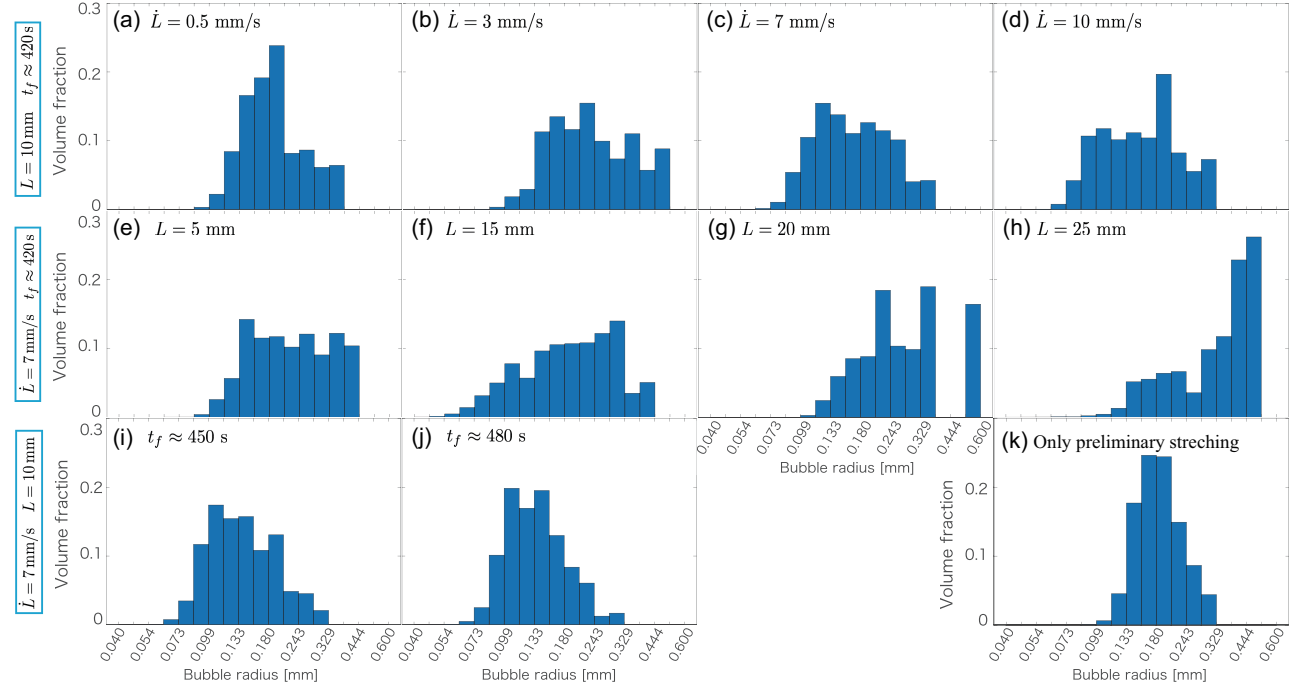 L = 10 mm  t_f ≈ 420 s
Volume fraction
0.3
0.2
0.1
0
(a) L̇ = 0.5 mm/s
(b) L̇ = 3 mm/s
(c) L̇ = 7 mm/s
(d) L̇ = 10 mm/s
L̇ = 7 mm/s  t_f ≈ 420 s
Volume fraction
0.3
0.2
0.1
0
(e) L = 5 mm
(f) L = 15 mm
(g) L = 20 mm
(h) L = 25 mm
0.040 0.054 0.073 0.099 0.133 0.180 0.243 0.329 0.444 0.600
Bubble radius [mm]
L̇ = 7 mm/s  L = 10 mm
Volume fraction
0.3
0.2
0.1
0
(i) t_f ≈ 450 s
(j) t_f ≈ 480 s
(k) Only preliminary streching
Volume fraction
0.2
0.1
0
0.040 0.054 0.073 0.099 0.133 0.180 0.243 0.329 0.444 0.600
Bubble radius [mm]
0.040 0.054 0.073 0.099 0.133 0.180 0.243 0.329 0.444 0.600
Bubble radius [mm]
0.040 0.054 0.073 0.099 0.133 0.180 0.243 0.329 0.444 0.600
Bubble radius [mm]